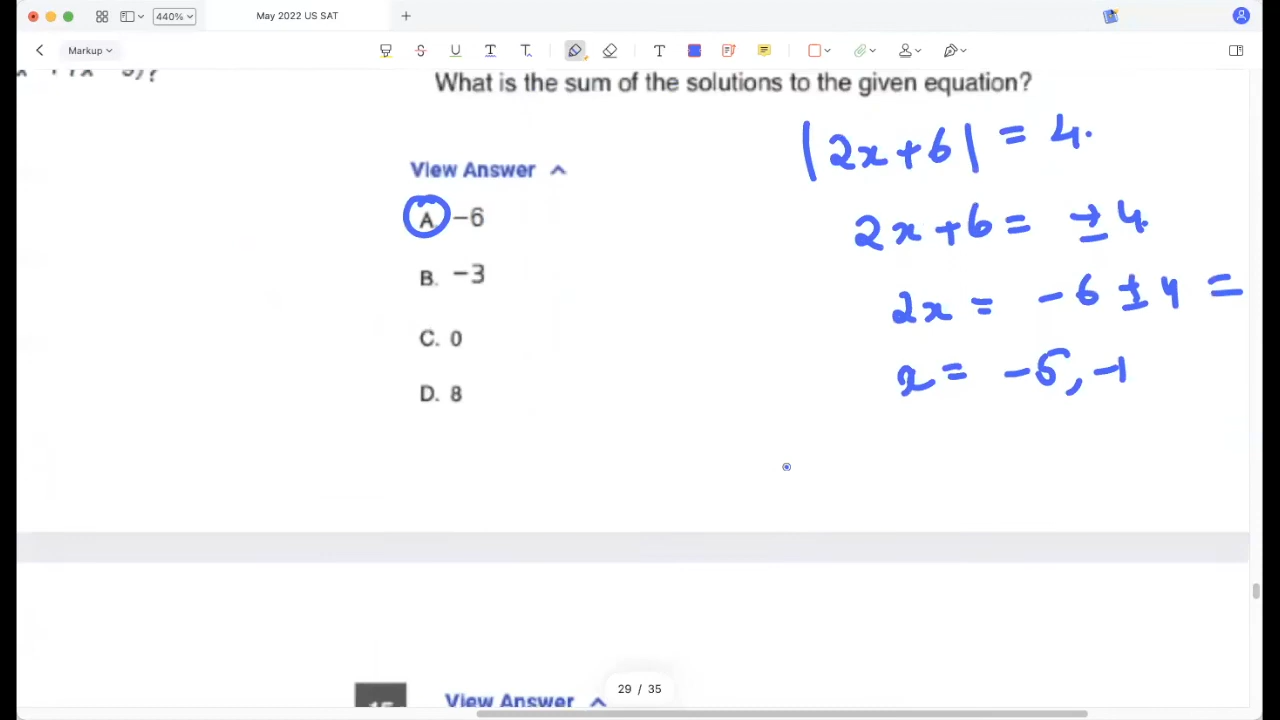 440%
May 2022 US SAT
+
Markup
What is the sum of the solutions to the given equation?
View Answer
A. -6
B. -3
C. 0
D. 8
|2x+6| = 4.
2x+6 = ±4.
2x = -6 ±4 =
x = -5, -1
29 / 35
View Answer